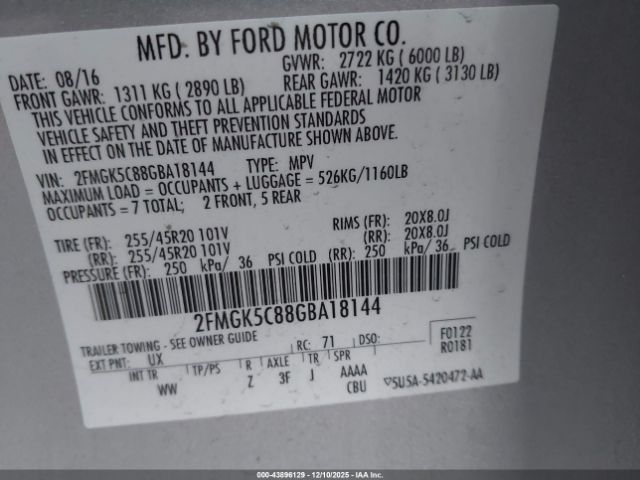 MFD. BY FORD MOTOR CO.
DATE: 08/16 GVWR: 2722 KG ( 6000 LB)
FRONT GAWR: 1311 KG ( 2890 LB) REAR GAWR: 1420 KG ( 3130 LB)
THIS VEHICLE CONFORMS TO ALL APPLICABLE FEDERAL MOTOR
VEHICLE SAFETY AND THEFT PREVENTION STANDARDS
IN EFFECT ON THE DATE OF MANUFACTURE SHOWN ABOVE.
VIN: 2FMGK5C88GBA18144 TYPE: MPV
MAXIMUM LOAD = OCCUPANTS + LUGGAGE = 526KG/1160LB
OCCUPANTS = 7 TOTAL; 2 FRONT, 5 REAR
TIRE (FR): 255/45R20 101V RIMS (FR): 20X8.0J
(RR): 255/45R20 101V (RR): 20X8.0J
PRESSURE (FR): 250 kPa/ 36 PSI COLD (RR): 250 kPa/ 36 PSI COLD
2FMGK5C88GBA18144
TRAILER TOWING - SEE OWNER GUIDE
EXT PNT: UX RC: 71 DSO: F0122
R0181
INT TR TP/PS R AXLE TR SPR
WW Z 3F J AAAA
CBU
▽5U5A-5420472-AA
000-43896129 - 12/10/2025 - IAA Inc.